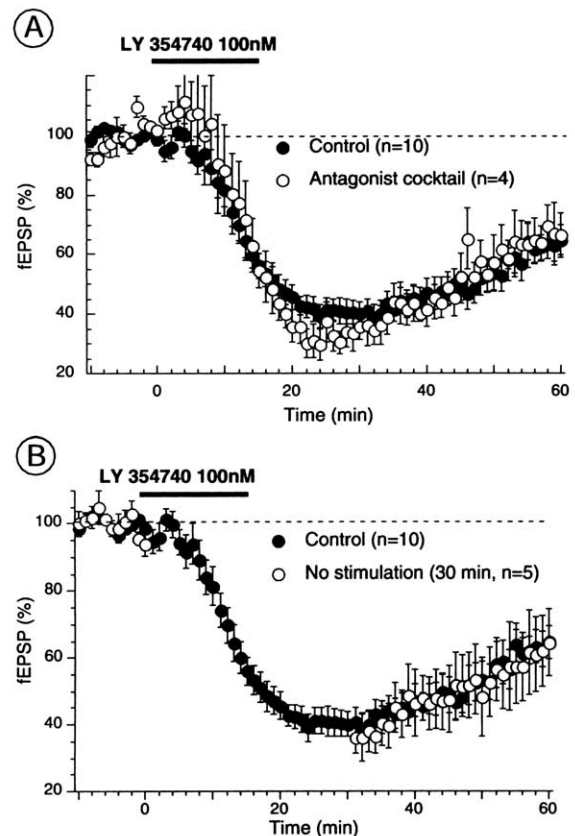 A
LY 354740 100nM
100
80
60
40
20
fEPSP (%)
Control (n=10)
Antagonist cocktail (n=4)
0 20 40 60
Time (min)
B
LY 354740 100nM
100
80
60
40
20
fEPSP (%)
Control (n=10)
No stimulation (30 min, n=5)
0 20 40 60
Time (min)